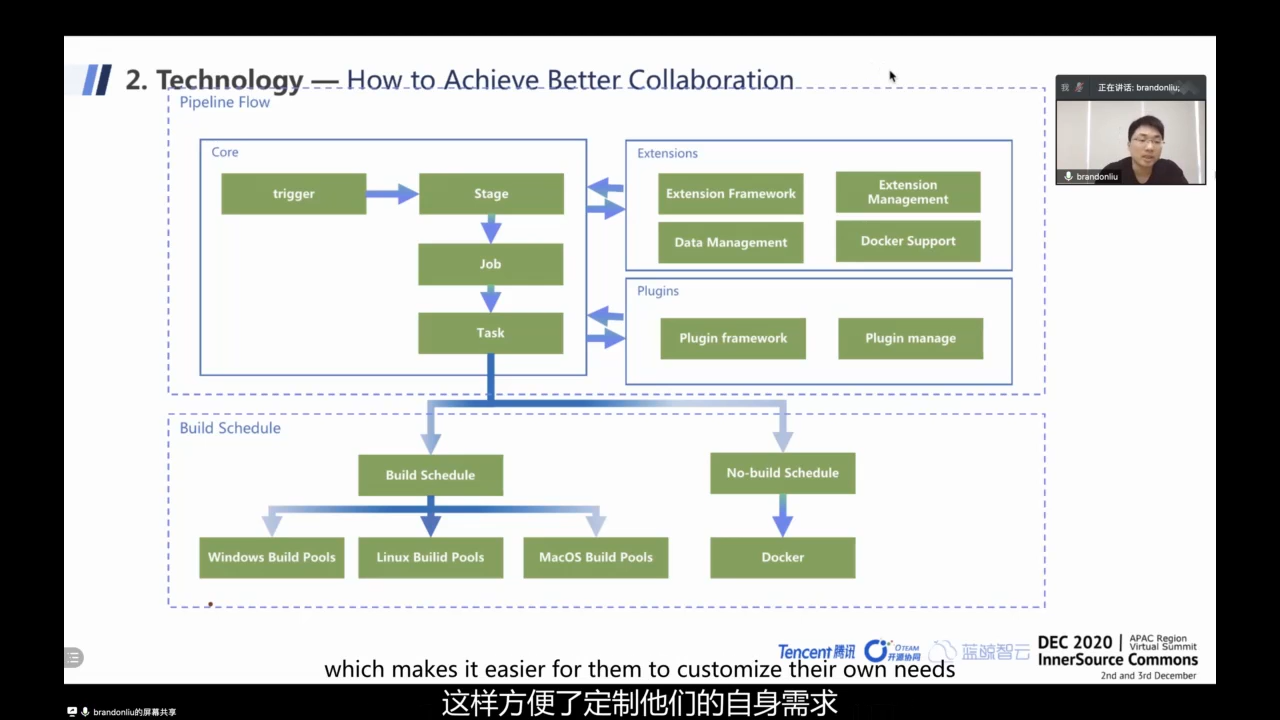 2. Technology — How to Achieve Better Collaboration
Pipeline Flow
Core
trigger
Stage
Job
Task
Extensions
Extension Framework
Extension
Management
Data Management
Docker Support
Plugins
Plugin framework
Plugin manage
Build Schedule
Build Schedule
No-build Schedule
Windows Build Pools
Linux Builid Pools
MacOS Build Pools
Docker
我
正在讲话: brandonliu;
brandonliu
Tencent 腾讯
OTEAM
开源协同
蓝鲸智云
DEC 2020
APAC Region
Virtual Summit
InnerSource Commons
2nd and 3rd December
which makes it easier for them to customize their own needs
这样方便了定制他们的自身需求
brandonliu的屏幕共享